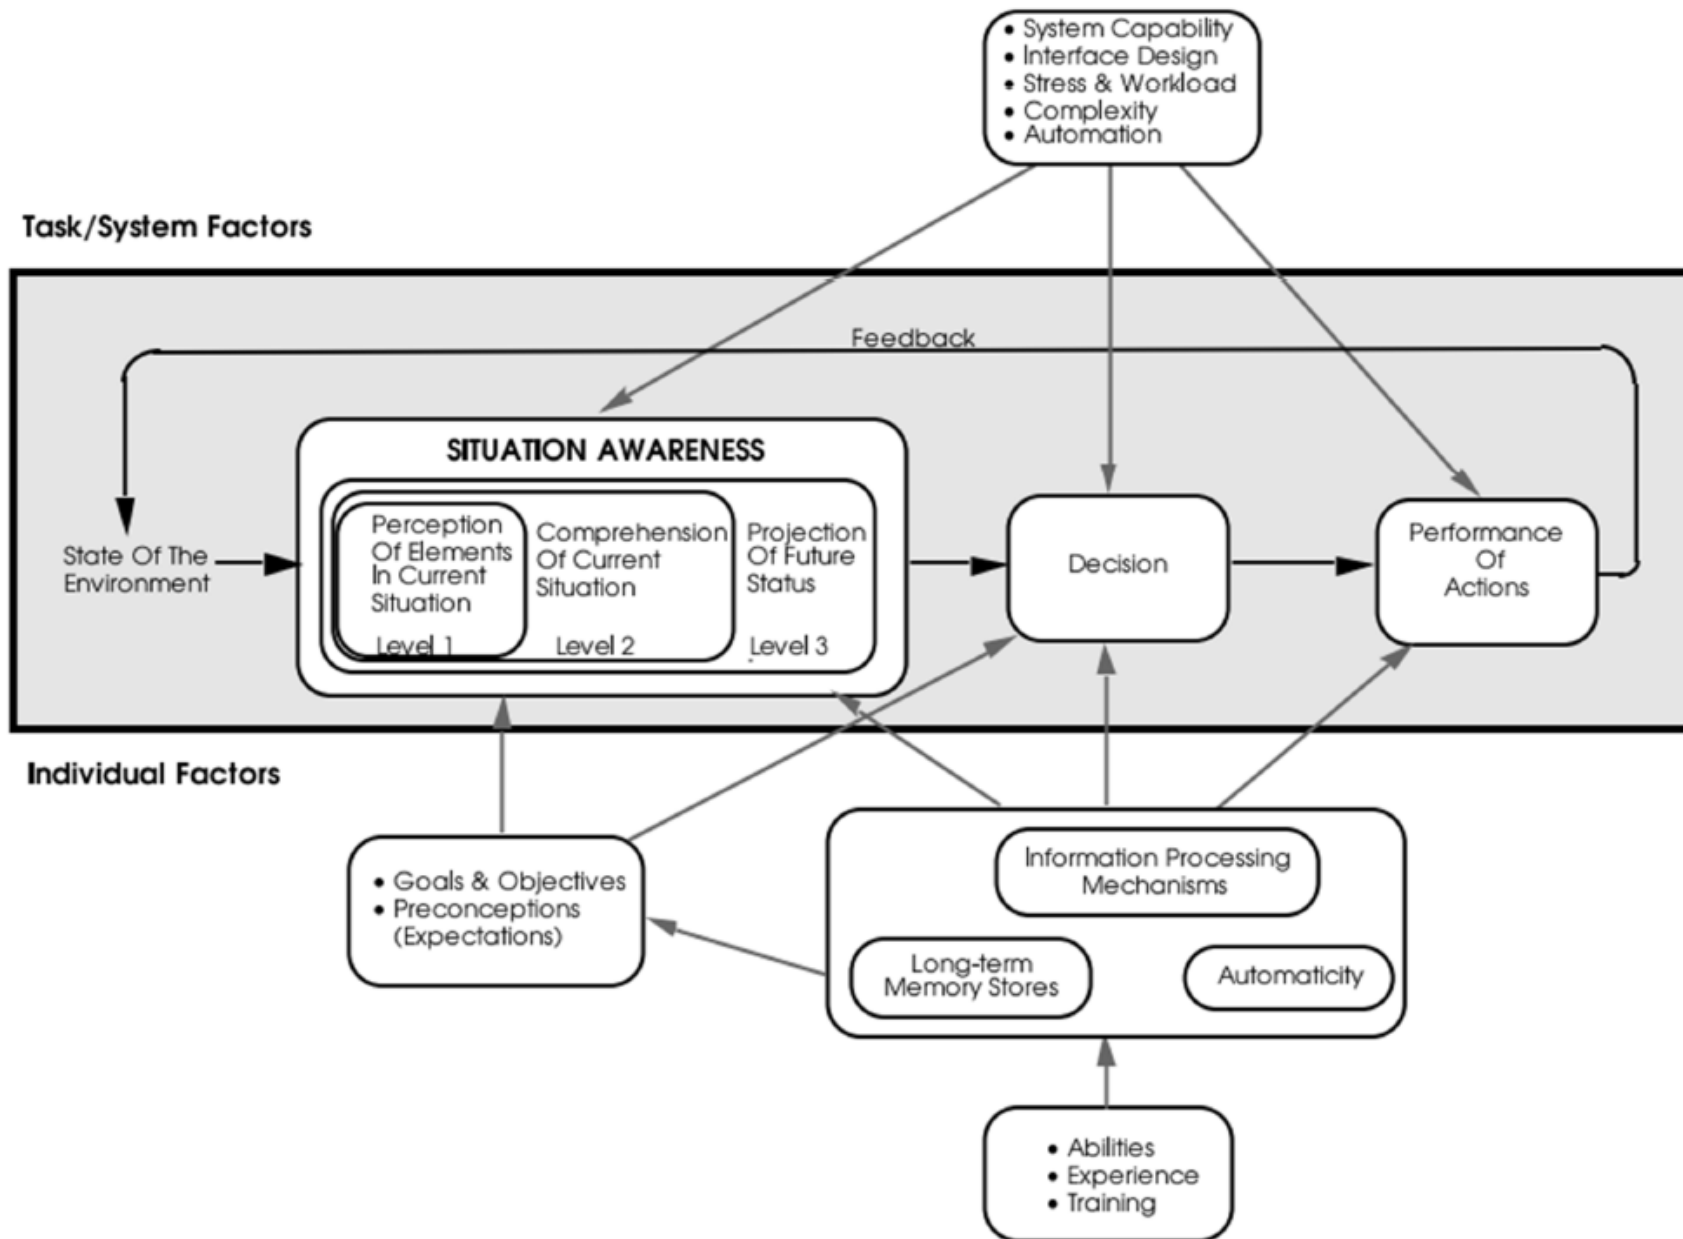 • System Capability
• Interface Design
• Stress & Workload
• Complexity
• Automation
Task/System Factors
Feedback
SITUATION AWARENESS
State Of The
Environment
Perception
Of Elements
In Current
Situation
Level 1
Comprehension
Of Current
Situation
Level 2
Projection
Of Future
Status
Level 3
Decision
Performance
Of
Actions
Individual Factors
• Goals & Objectives
• Preconceptions
(Expectations)
Information Processing
Mechanisms
Long-term
Memory Stores
Automaticity
• Abilities
• Experience
• Training